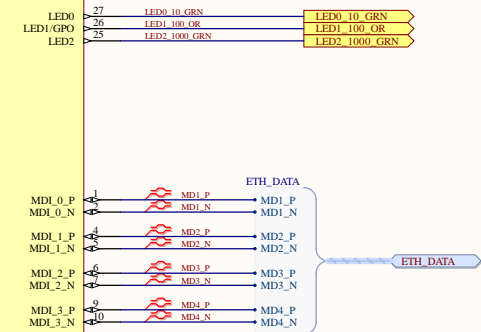 LED0 27 LED0_10_GRN LED0_10_GRN
LED1/GPO 26 LED1_100_OR LED1_100_OR
LED2 25 LED2_1000_GRN LED2_1000_GRN
ETH_DATA
MDI_0_P 1 MD1_P MD1_P
MDI_0_N 2 MD1_N MD1_N
MDI_1_P 4 MD2_P MD2_P
MDI_1_N 5 MD2_N MD2_N
ETH_DATA
MDI_2_P 6 MD3_P MD3_P
MDI_2_N 7 MD3_N MD3_N
MDI_3_P 9 MD4_P MD4_P
MDI_3_N 10 MD4_N MD4_N